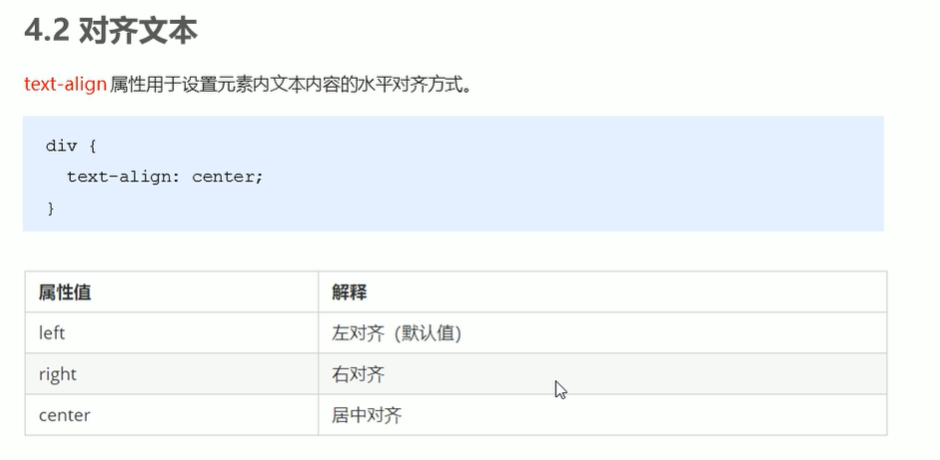 4.2 对齐文本
text-align 属性用于设置元素内文本内容的水平对齐方式。
div {
  text-align: center;
}
属性值 解释
left 左对齐（默认值）
right 右对齐
center 居中对齐